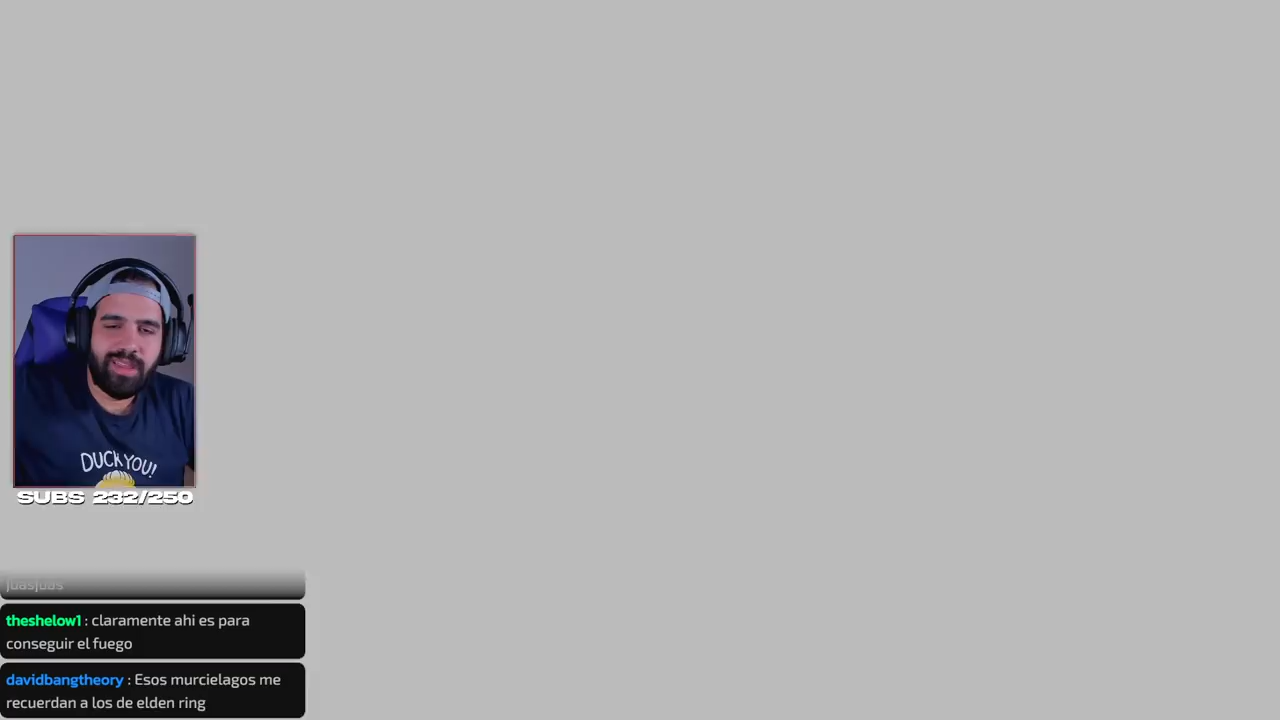 DUCK YOU!
SUBS 232/250
juasjuas
theshelow1 : claramente ahi es para
conseguir el fuego
davidbangtheory : Esos murcielagos me
recuerdan a los de elden ring